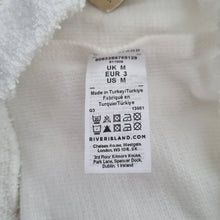 UK M
EUR 3
US M
Made in Turkey/Türkiye
Fabriqué en
Turquie/Türkiye
RIVERISLAND.COM
Chelsea House, Westgate,
London, W5 1DR, UK.
3rd Floor Kilmore House,
Park Lane, Spencer Dock,
Dublin 1 Ireland